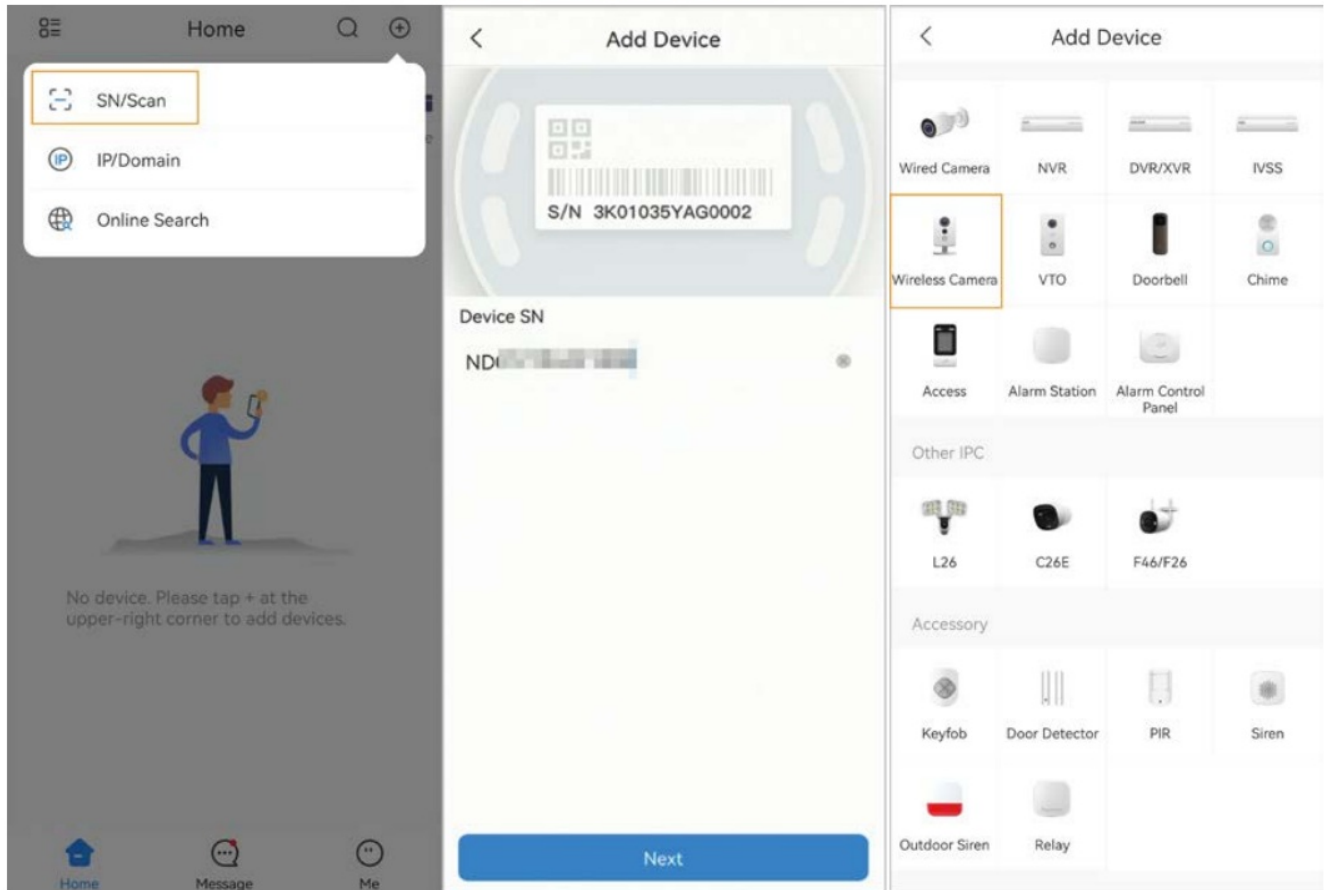 Home
SN/Scan
IP/Domain
Online Search
No device. Please tap + at the
upper-right corner to add devices.
Home
Message
Me
Add Device
S/N 3K01035YAG0002
Device SN
ND
Next
Add Device
Wired Camera
NVR
DVR/XVR
IVSS
Wireless Camera
VTO
Doorbell
Chime
Access
Alarm Station
Alarm Control
Panel
Other IPC
L26
C26E
F46/F26
Accessory
Keyfob
Door Detector
PIR
Siren
Outdoor Siren
Relay